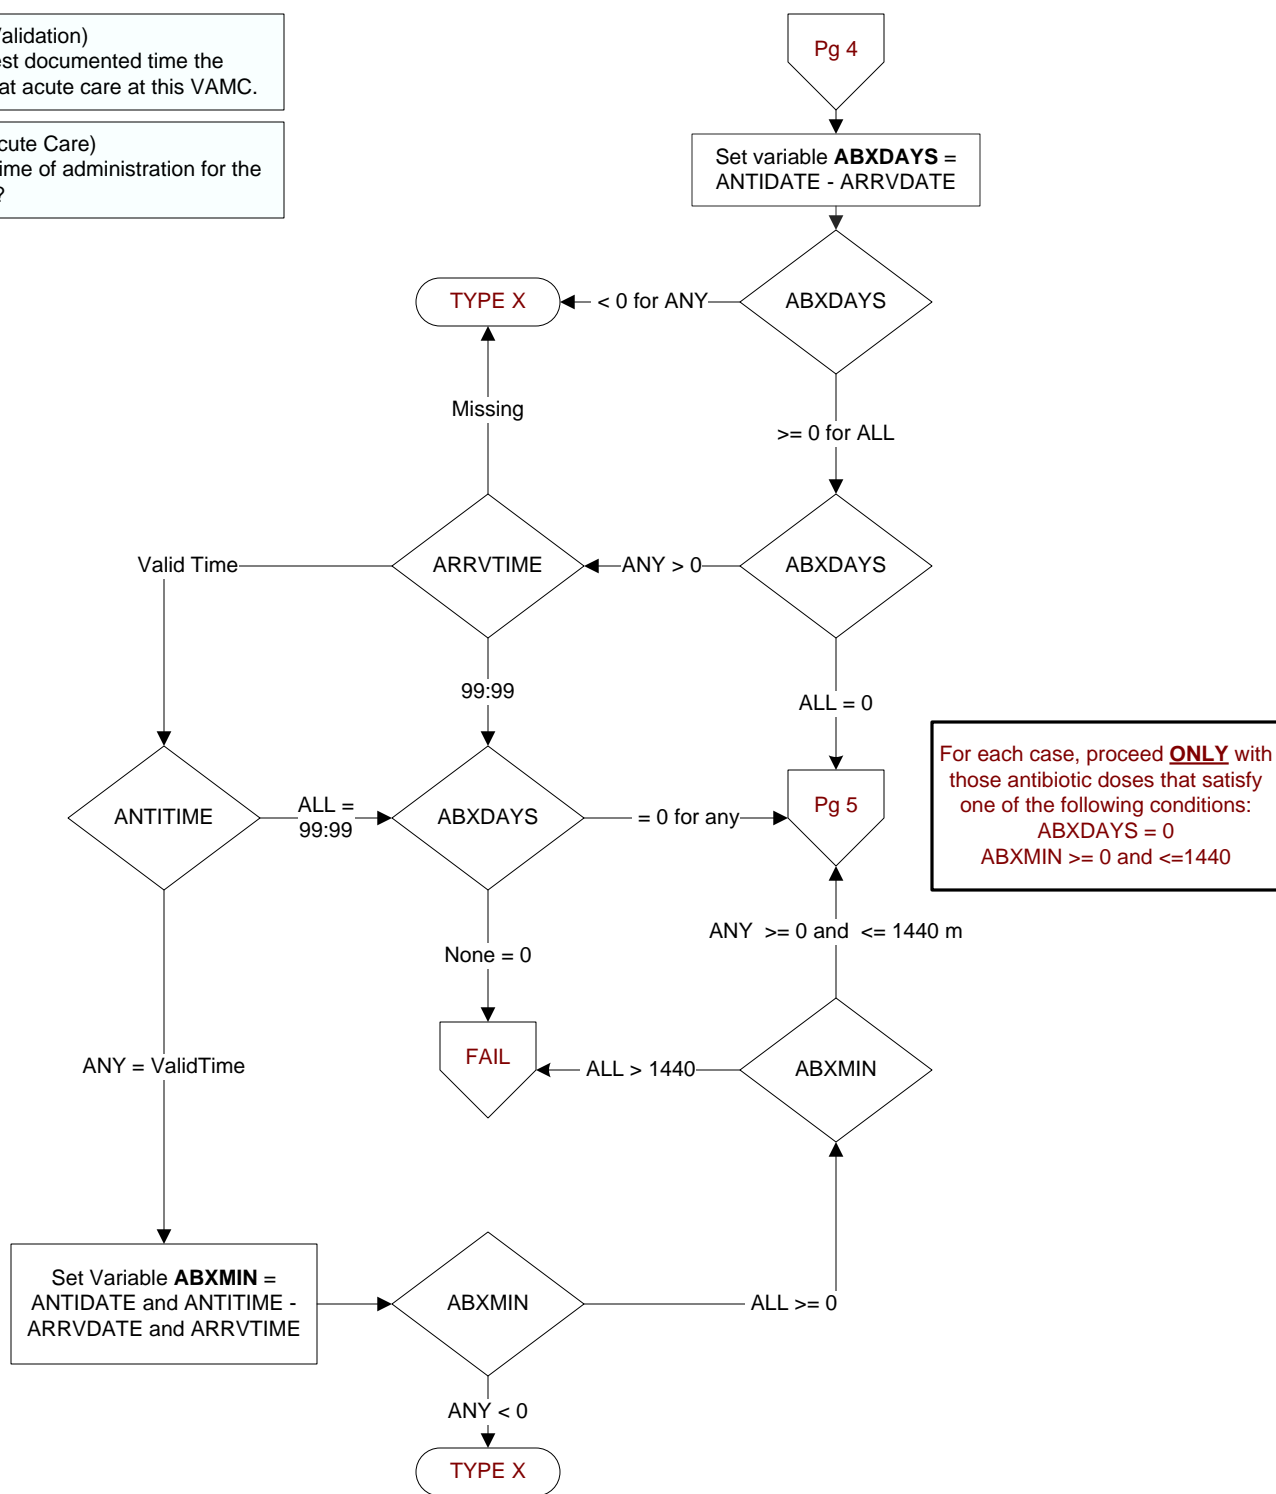 alidation)
est documented time the
at acute care at this VAMC.
cute Care)
ime of administration for the
?
Pg 4
Set variable ABXDAYS =
ANTIDATE - ARRVDATE
TYPE X
< 0 for ANY
ABXDAYS
Missing
>= 0 for ALL
Valid Time
ARRVTIME
ANY > 0
ABXDAYS
99:99
ALL = 0
ANTITIME
ALL =
99:99
ABXDAYS
= 0 for any
Pg 5
For each case, proceed ONLY with
those antibiotic doses that satisfy
one of the following conditions:
ABXDAYS = 0
ABXMIN >= 0 and <=1440
ANY  >= 0 and  <= 1440 m
None = 0
ANY = ValidTime
FAIL
ALL > 1440
ABXMIN
Set Variable ABXMIN =
ANTIDATE and ANTITIME -
ARRVDATE and ARRVTIME
ABXMIN
ALL >= 0
ANY < 0
TYPE X